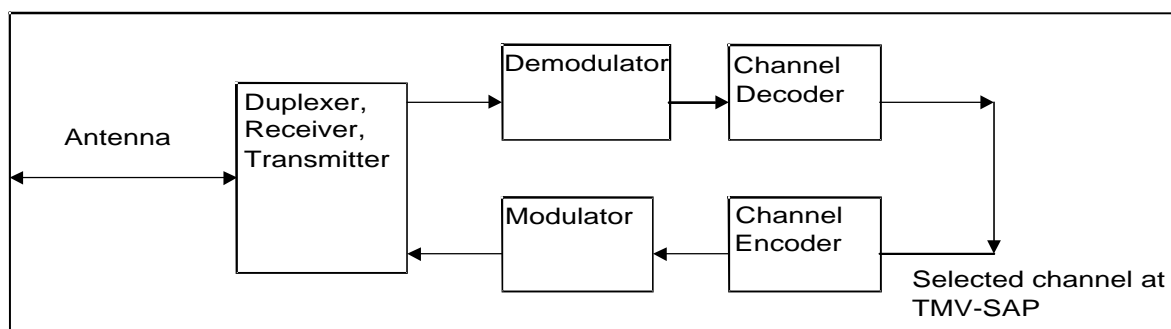 Antenna
Duplexer,
Receiver,
Transmitter
Demodulator
Channel
Decoder
Modulator
Channel
Encoder
Selected channel at
TMV-SAP